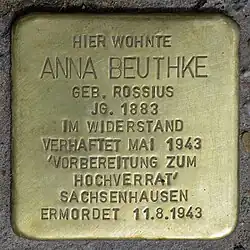 HIER WOHNTE
ANNA BEUTHKE
GEB. ROSSIUS
JG. 1883
IM WIDERSTAND
VERHAFTET MAI 1943
'VORBEREITUNG ZUM
HOCHVERRAT'
SACHSENHAUSEN
ERMORDET 11.8.1943